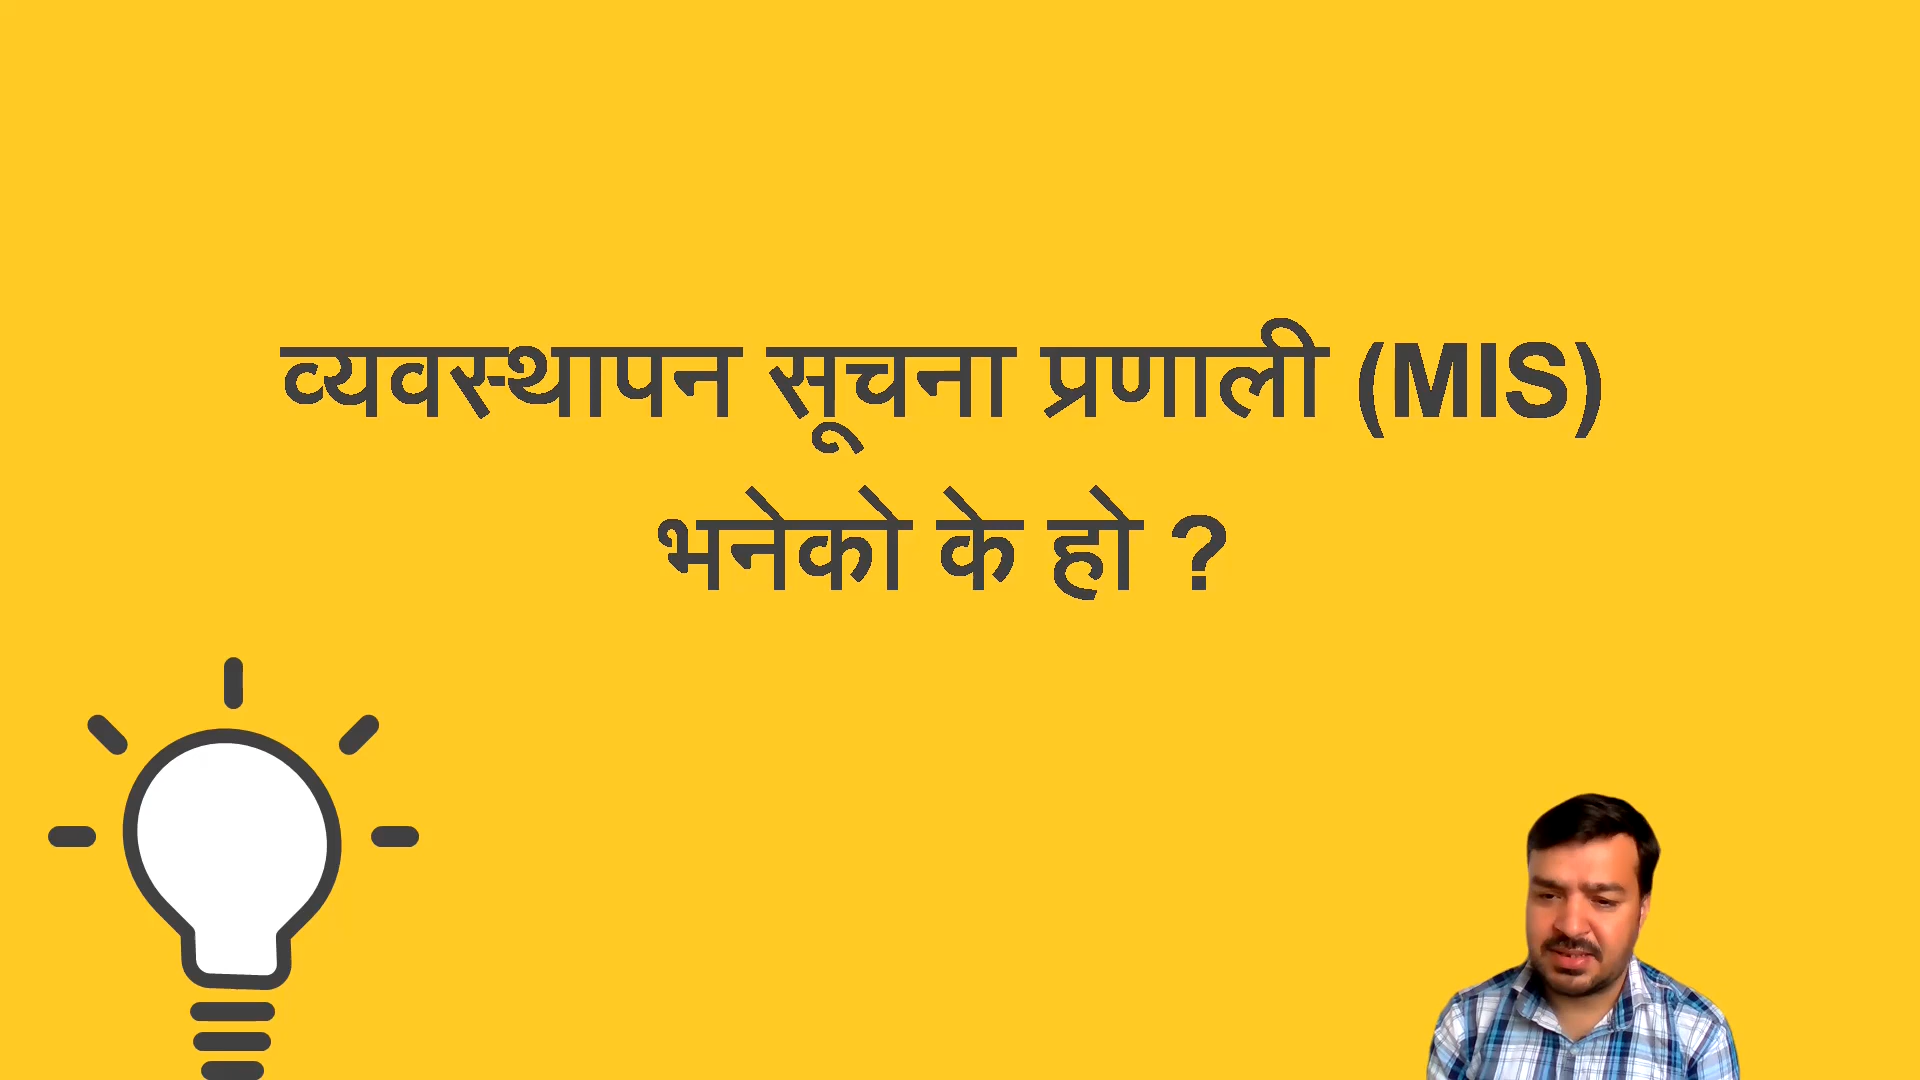 व्यवस्थापन सूचना प्रणाली (MIS)
भनेको के हो ?